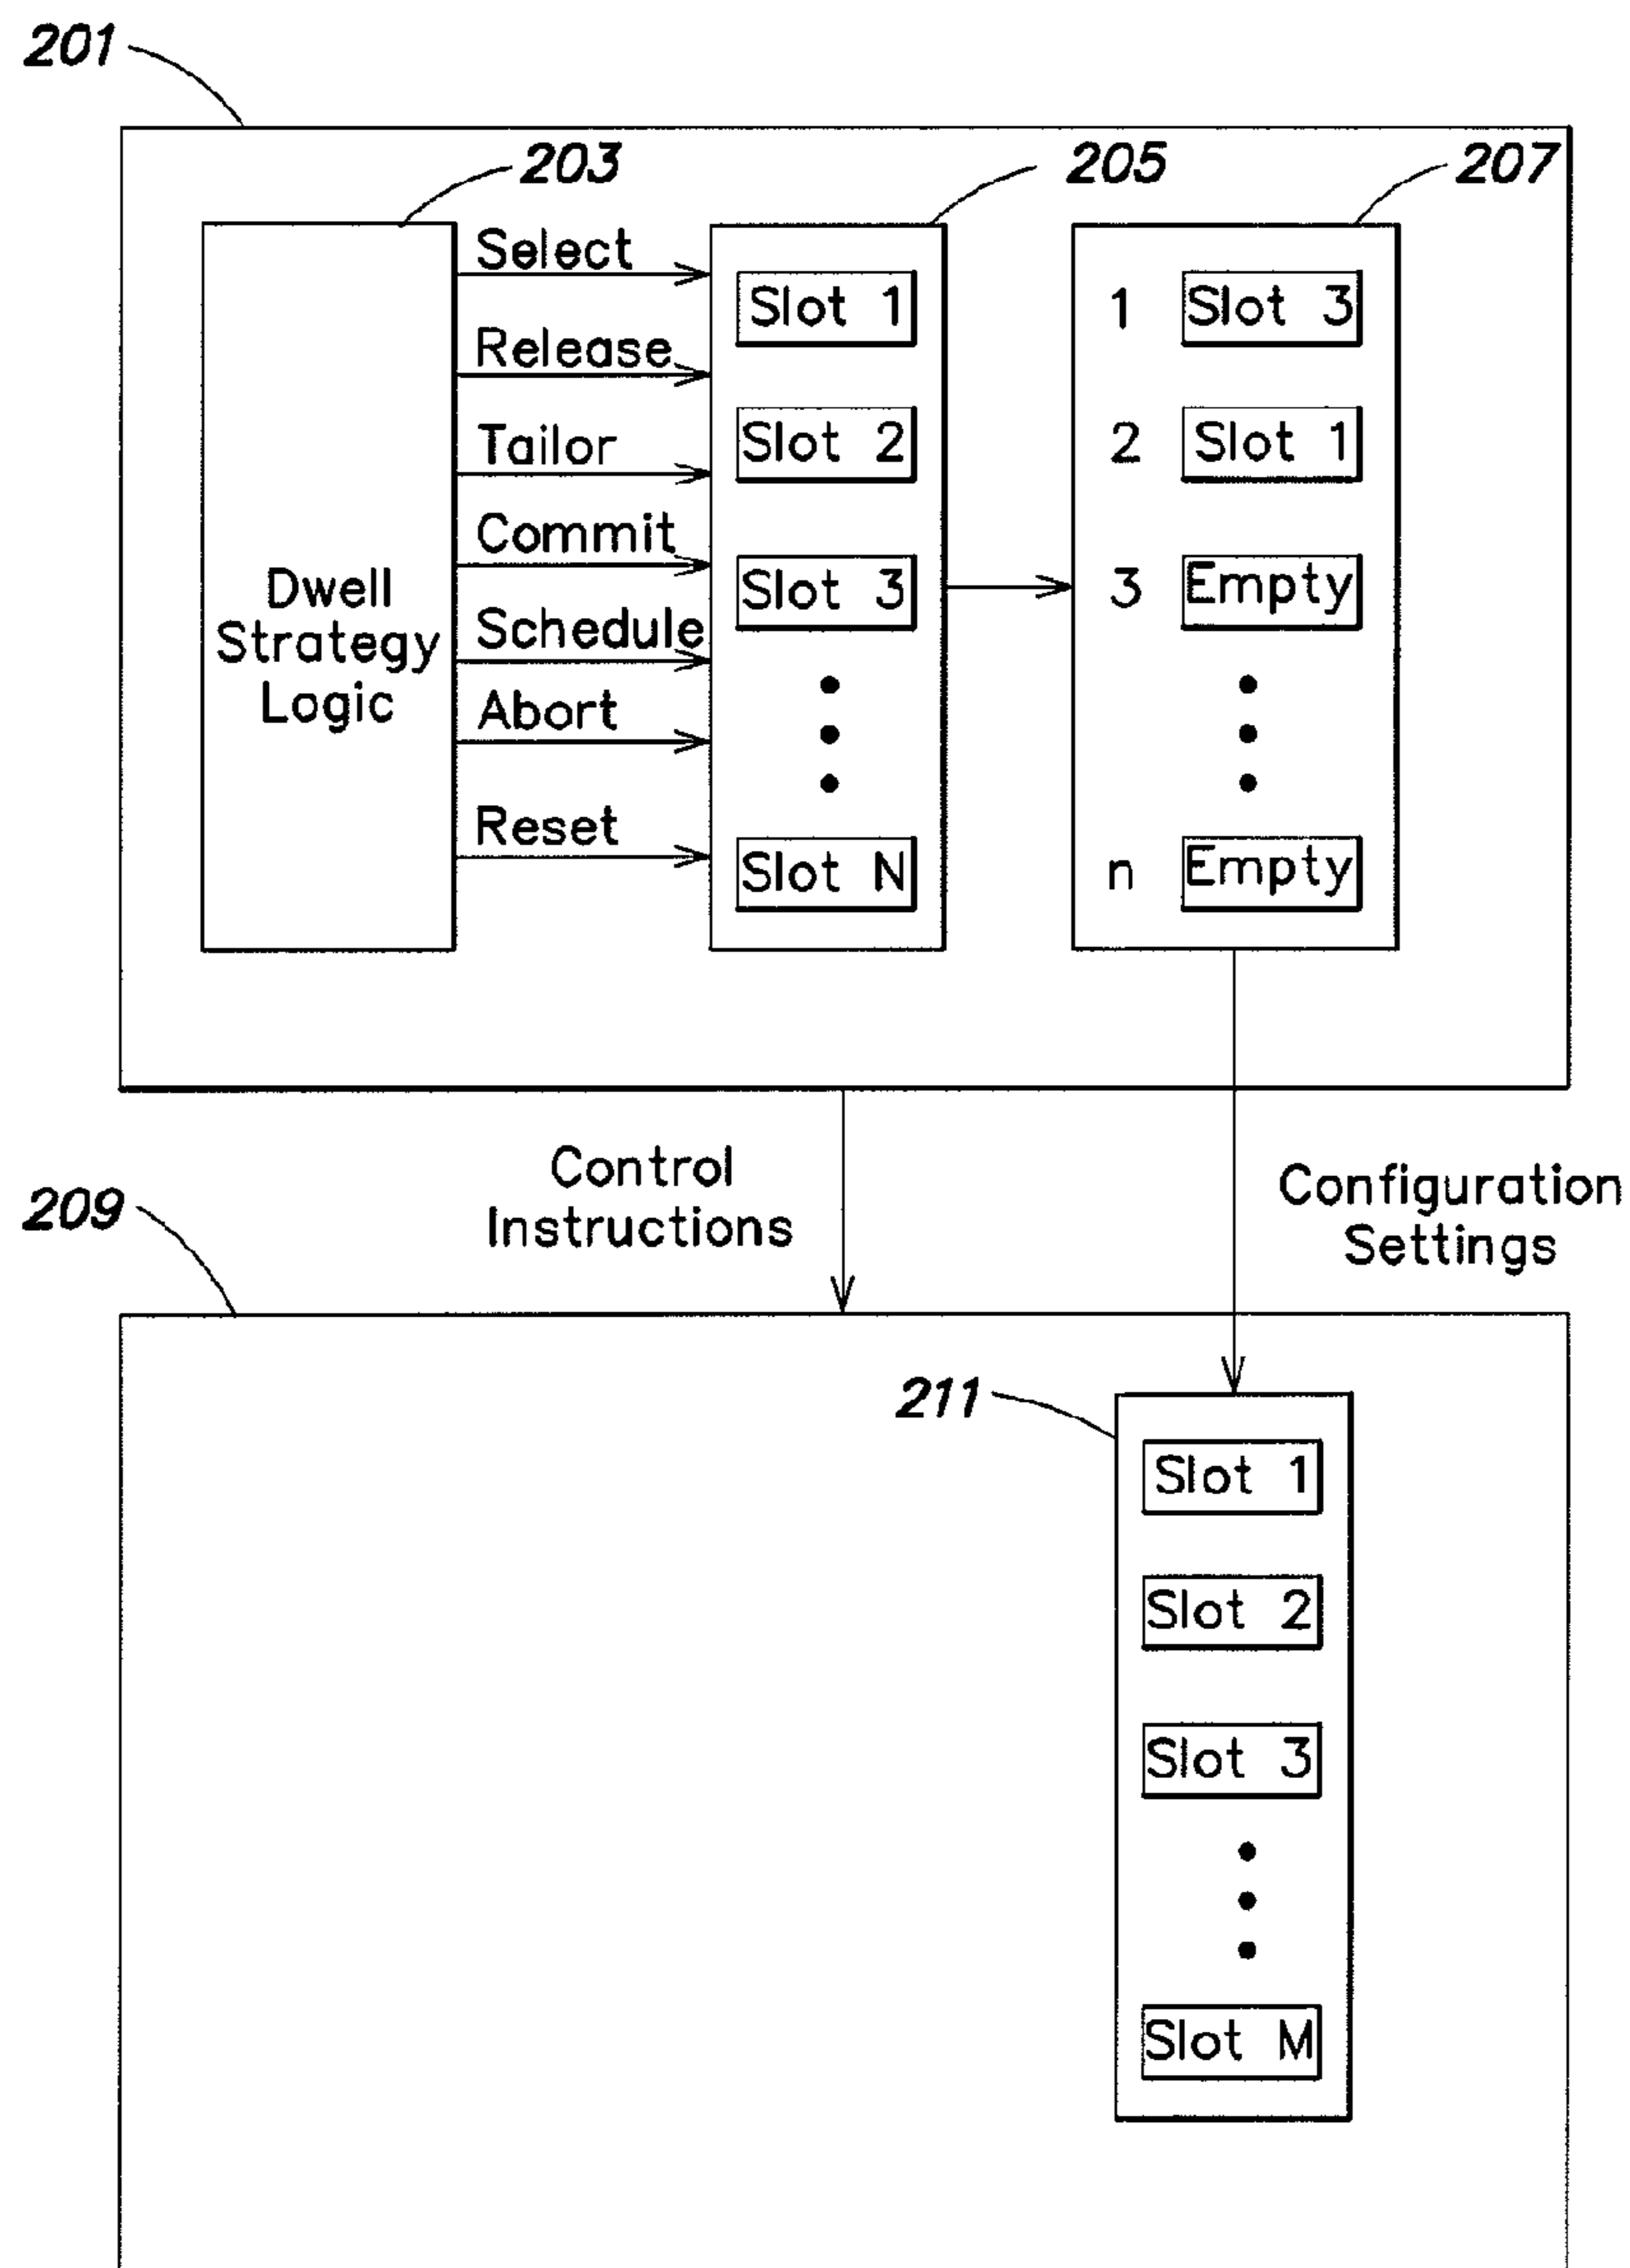 201
203
205
207
Select
Release
Tailor
Commit
Schedule
Abort
Reset
Dwell
Strategy
Logic
Slot 1
Slot 2
Slot 3
Slot N
1 Slot 3
2 Slot 1
3 Empty
n Empty
Control
Instructions
Configuration
Settings
209
211
Slot 1
Slot 2
Slot 3
Slot M